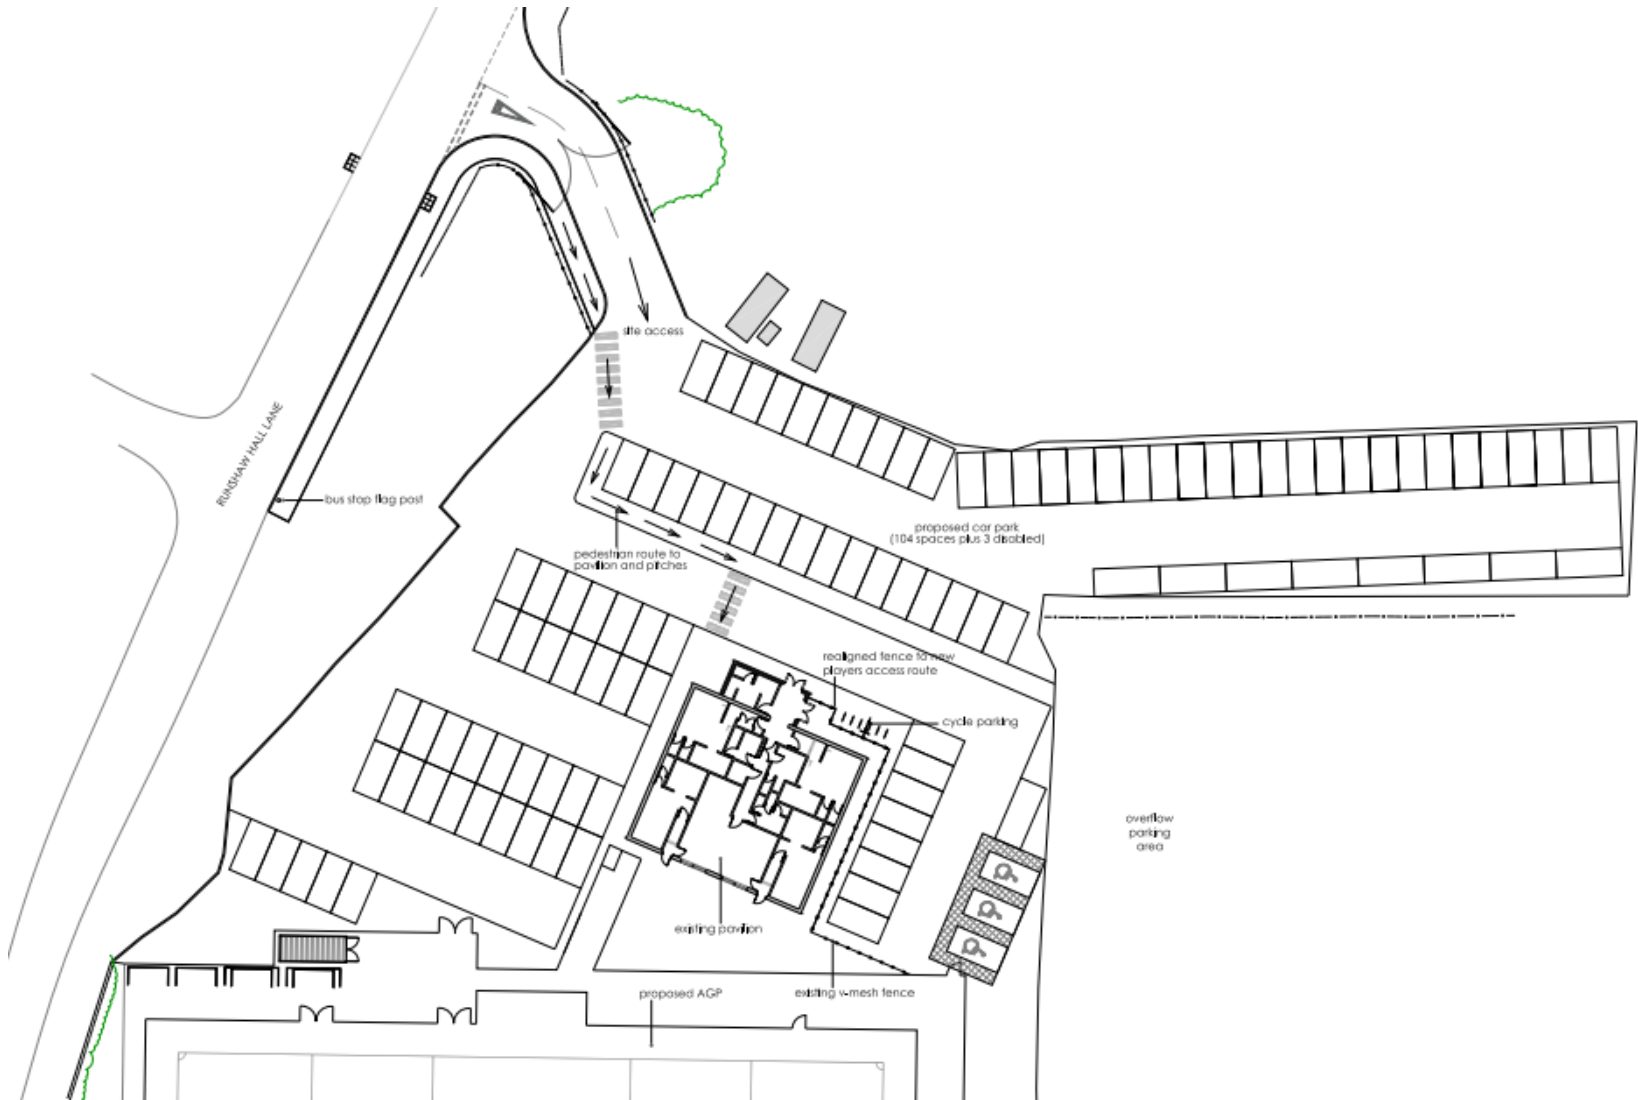 site access
RUNSHAW HALL LANE
bus stop flag post
proposed car park
(104 spaces plus 3 disabled)
pedestrian route to
pavilion and pitches
realigned fence to new
players access route
cycle parking
overflow
parking
area
existing pavilion
proposed AGP
existing v-mesh fence